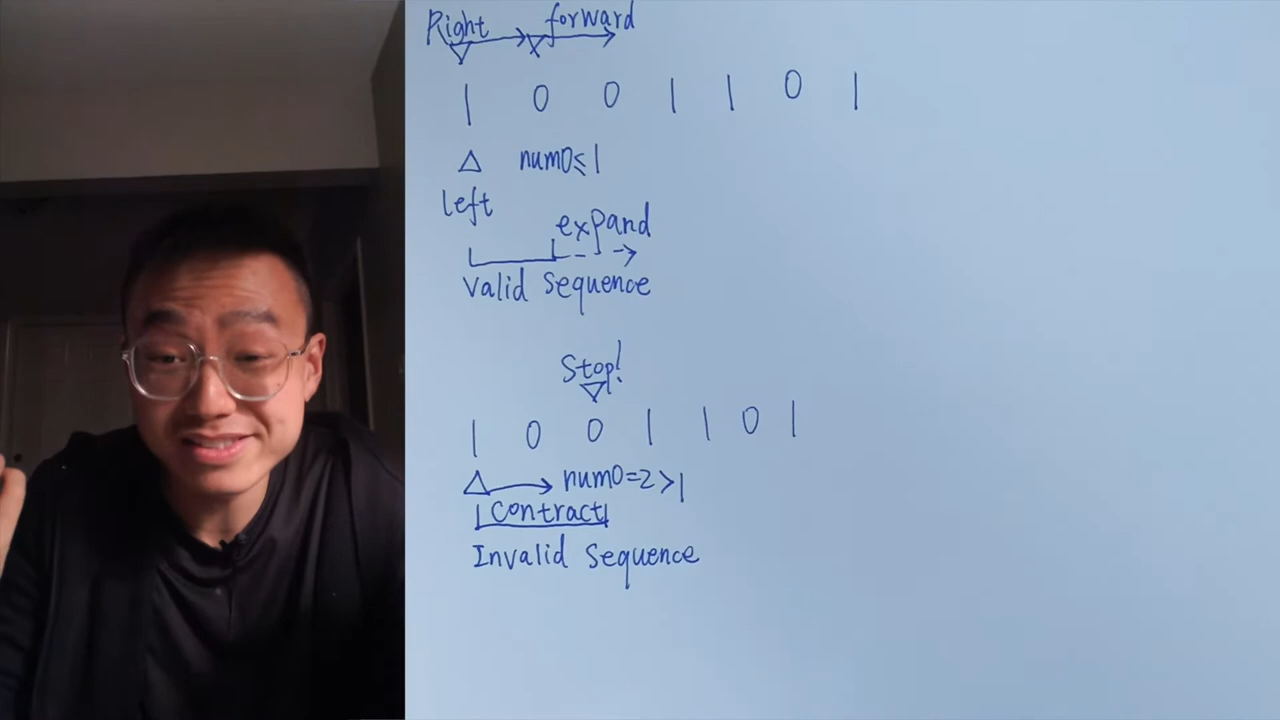 Right forward
1 0 0 1 1 0 1
num0≤1
left
expand
Valid Sequence
Stop!
1 0 0 1 1 0 1
num0=2>1
Contract
Invalid Sequence